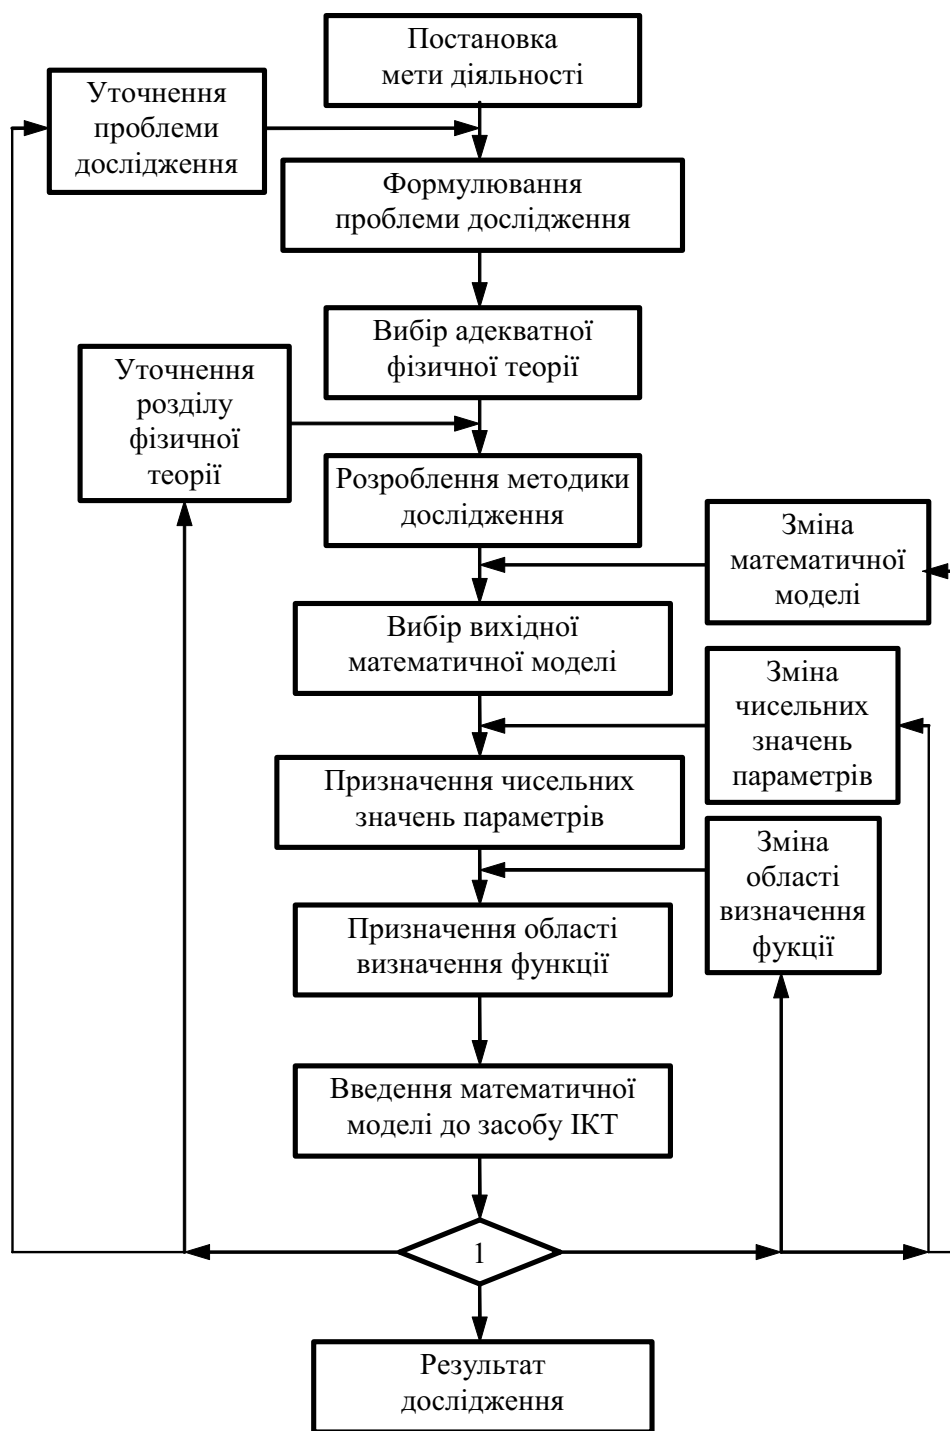 Постановка
мети діяльності
Уточнення
проблеми
дослідження
Формулювання
проблеми дослідження
Вибір адекватної
фізичної теорії
Уточнення
розділу
фізичної
теорії
Розроблення методики
дослідження
Зміна
математичної
моделі
Вибір вихідної
математичної моделі
Зміна
чисельних
значень
параметрів
Призначення чисельних
значень параметрів
Зміна
області
визначення
фукції
Призначення області
визначення функції
Введення математичної
моделі до засобу ІКТ
1
Результат
дослідження